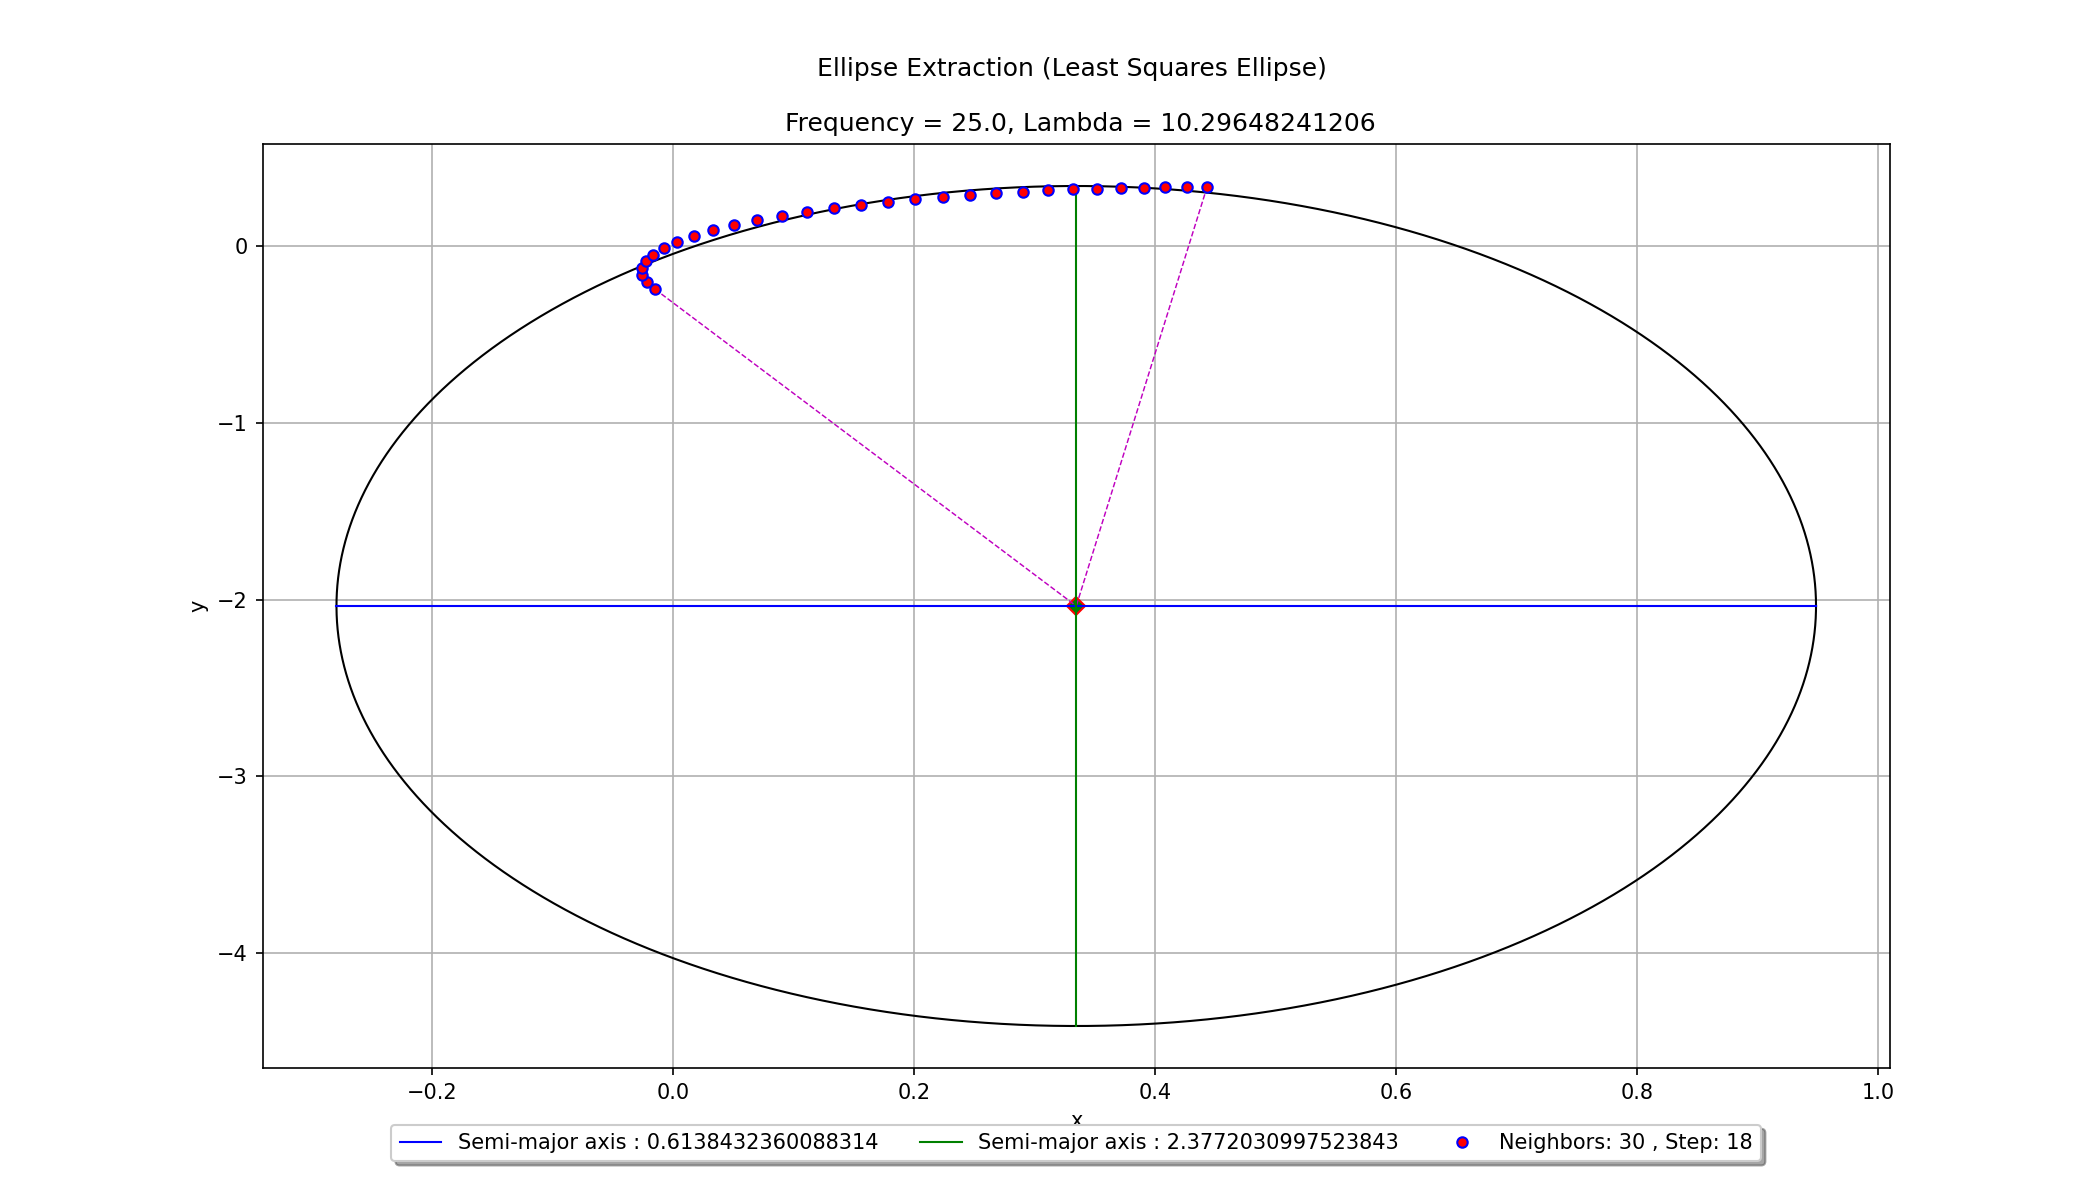 Ellipse Extraction (Least Squares Ellipse)
Frequency = 25.0, Lambda = 10.29648241206
0
−1
−2
−3
−4
y
−0.2 0.0 0.2 0.4 0.6 0.8 1.0
x
Semi-major axis : 0.6138432360088314 Semi-major axis : 2.3772030997523843 Neighbors: 30 , Step: 18